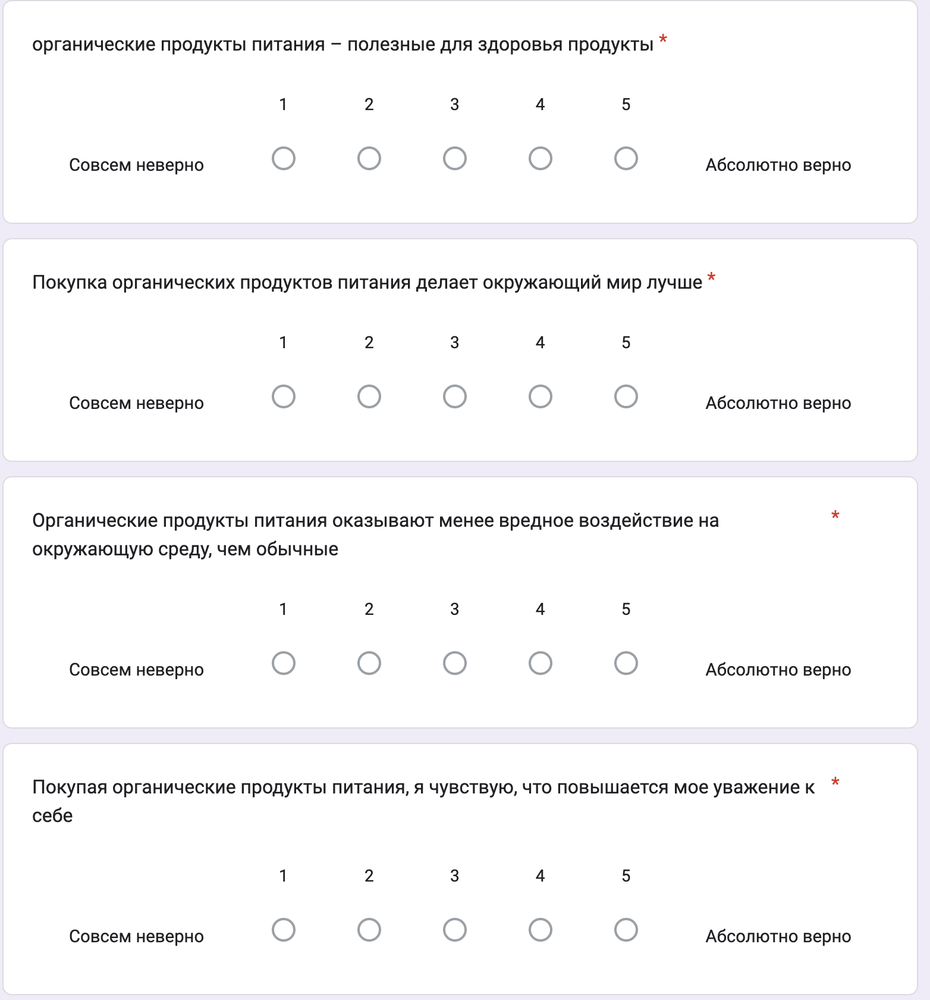 органические продукты питания – полезные для здоровья продукты *
1 2 3 4 5
Совсем неверно Абсолютно верно
Покупка органических продуктов питания делает окружающий мир лучше *
1 2 3 4 5
Совсем неверно Абсолютно верно
Органические продукты питания оказывают менее вредное воздействие на *
окружающую среду, чем обычные
1 2 3 4 5
Совсем неверно Абсолютно верно
Покупая органические продукты питания, я чувствую, что повышается мое уважение к *
себе
1 2 3 4 5
Совсем неверно Абсолютно верно